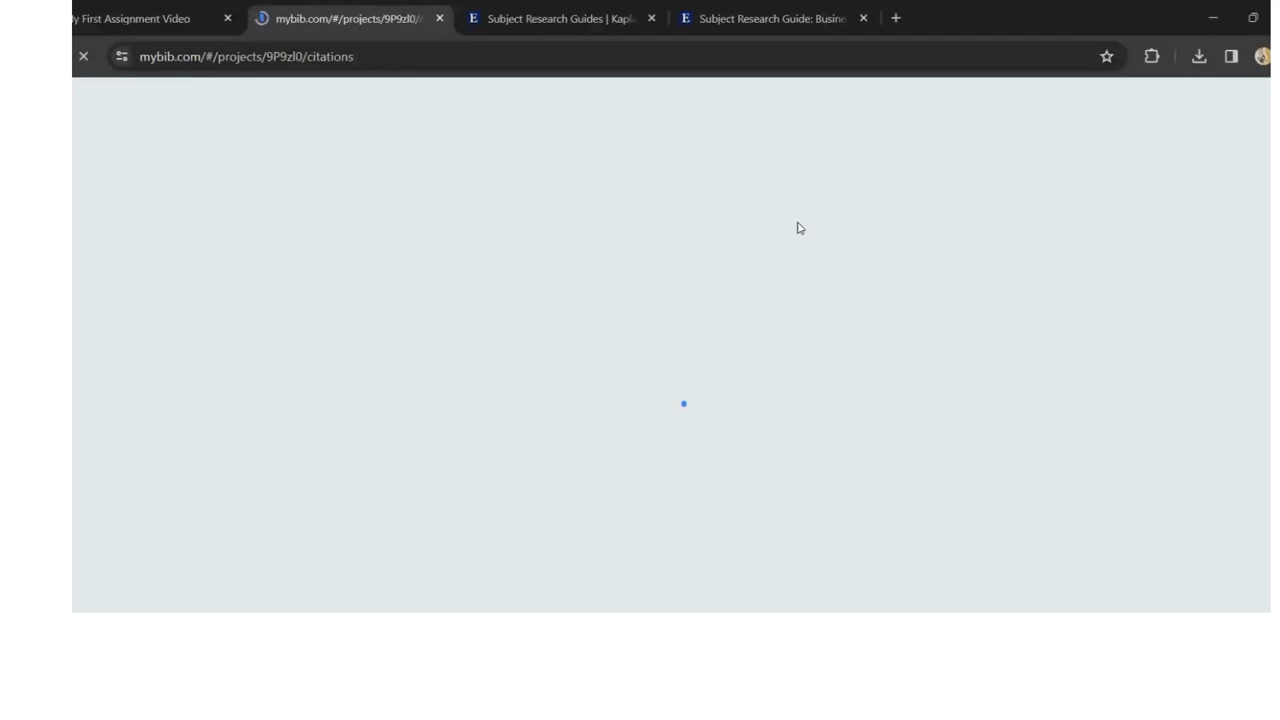 y First Assignment Video
mybib.com/#/projects/9P9zl0/
E Subject Research Guides | Kapl
E Subject Research Guide: Busine
mybib.com/#/projects/9P9zl0/citations